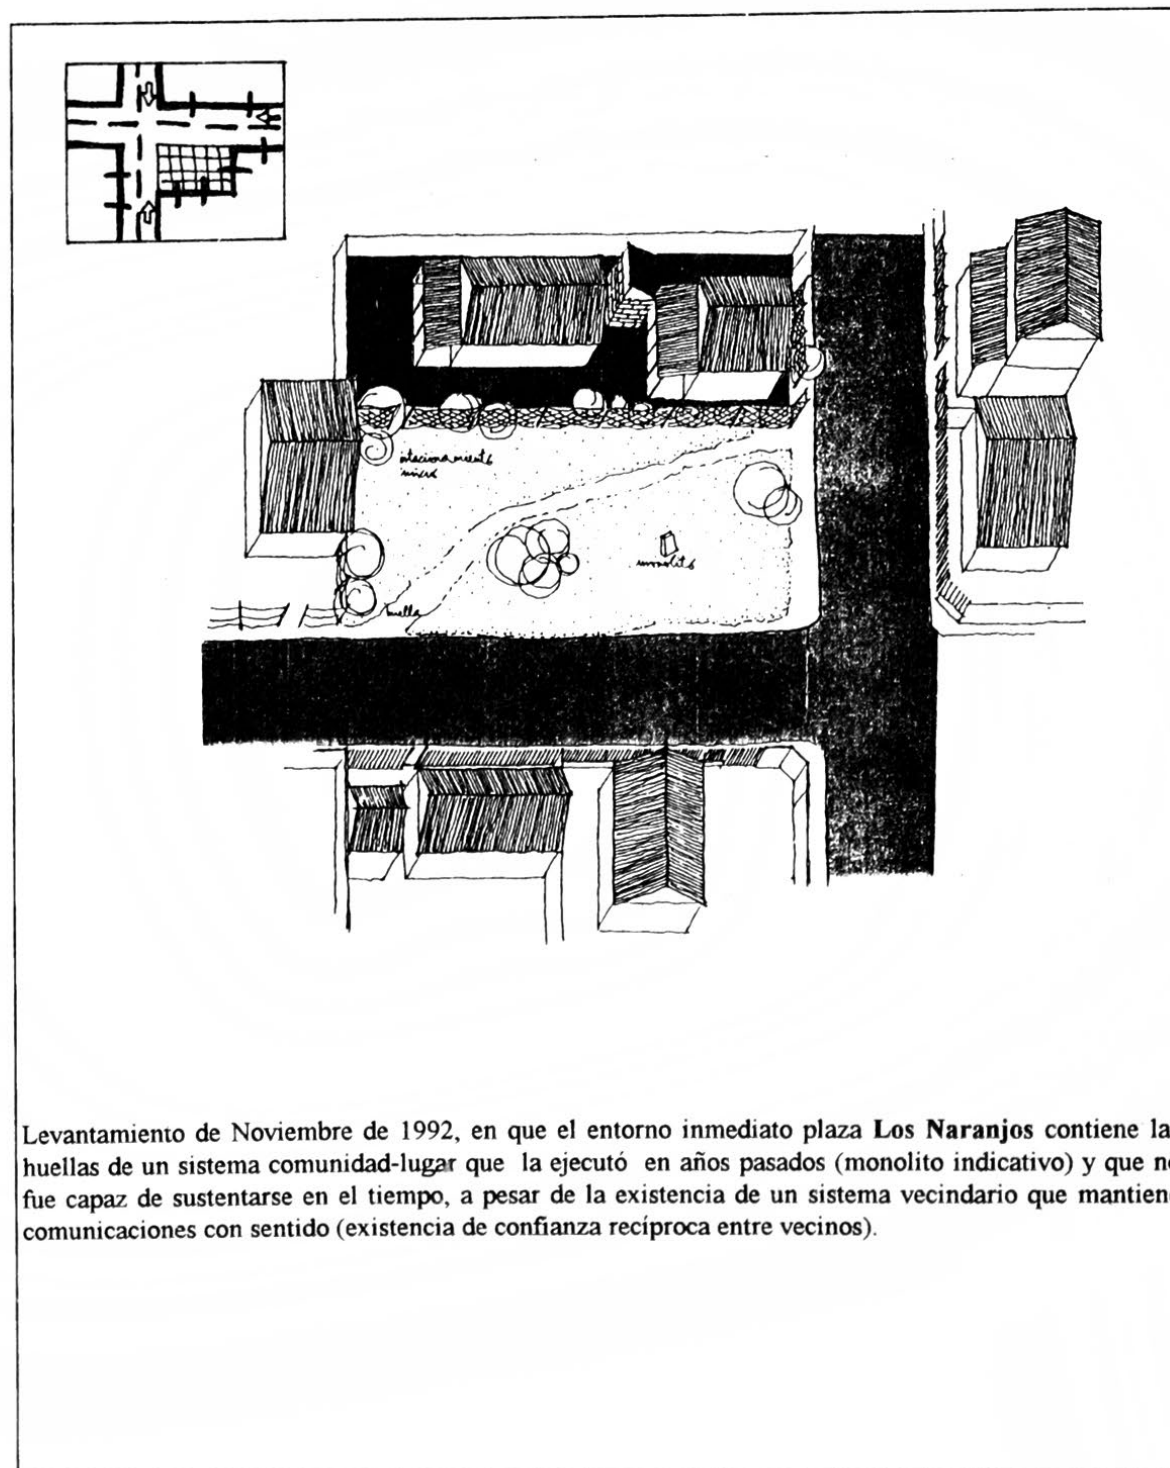 estacionamiento
huella
monolito
Levantamiento de Noviembre de 1992, en que el entorno inmediato plaza Los Naranjos contiene la
huellas de un sistema comunidad-lugar que la ejecutó en años pasados (monolito indicativo) y que n
fue capaz de sustentarse en el tiempo, a pesar de la existencia de un sistema vecindario que mantien
comunicaciones con sentido (existencia de confianza recíproca entre vecinos).